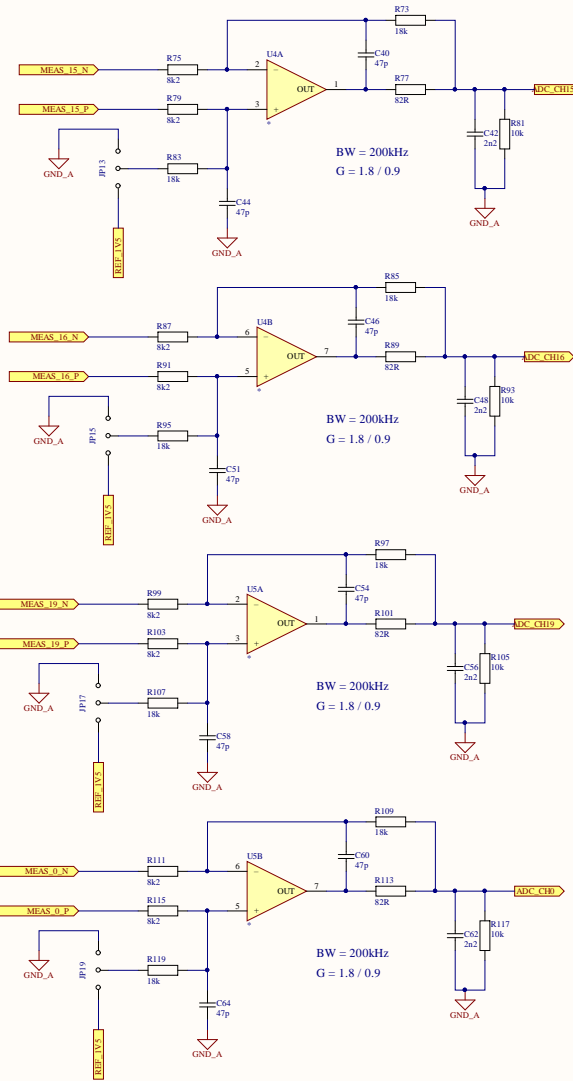 R73
18k
C40
47p
R75
8k2
MEAS_15_N
U4A
2
1
OUT
R77
82R
ADC_CH15
R79
8k2
MEAS_15_P
3
*
C42
2n2
R81
10k
BW = 200kHz
G = 1.8 / 0.9
JP13
R83
18k
GND_A
C44
47p
GND_A
GND_A
REF_1V5
R85
18k
C46
47p
R87
8k2
MEAS_16_N
U4B
6
7
OUT
R89
82R
ADC_CH16
R91
8k2
MEAS_16_P
5
*
C48
2n2
R93
10k
BW = 200kHz
G = 1.8 / 0.9
JP15
R95
18k
GND_A
C51
47p
GND_A
GND_A
REF_1V5
R97
18k
C54
47p
R99
8k2
MEAS_19_N
U5A
2
1
OUT
R101
82R
ADC_CH19
R103
8k2
MEAS_19_P
3
*
C56
2n2
R105
10k
BW = 200kHz
G = 1.8 / 0.9
JP17
R107
18k
GND_A
C58
47p
GND_A
GND_A
REF_1V5
R109
18k
C60
47p
R111
8k2
MEAS_0_N
U5B
6
7
OUT
R113
82R
ADC_CH0
R115
8k2
MEAS_0_P
5
*
C62
2n2
R117
10k
BW = 200kHz
G = 1.8 / 0.9
JP19
R119
18k
GND_A
C64
47p
GND_A
GND_A
REF_1V5